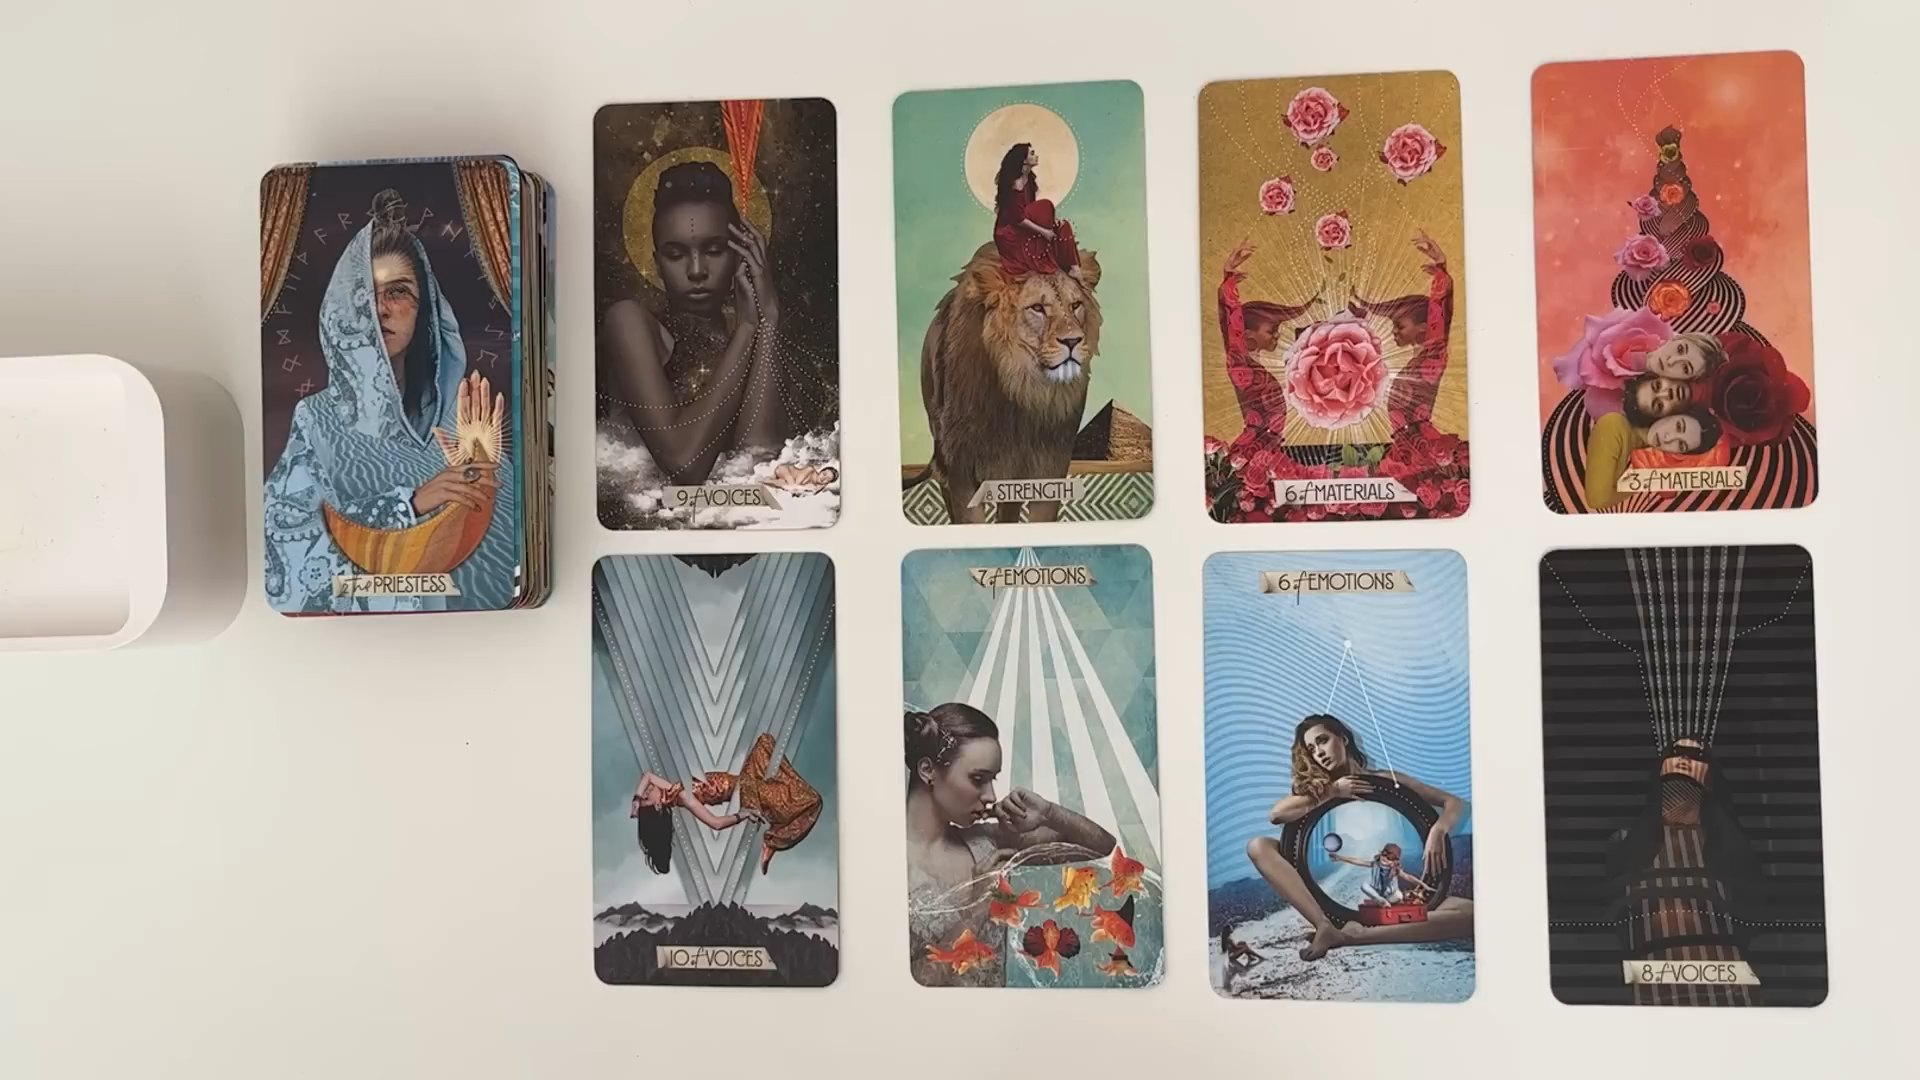 2 the PRIESTESS
9 of VOICES
8 STRENGTH
6 of MATERIALS
3 of MATERIALS
10 of VOICES
7 of EMOTIONS
6 of EMOTIONS
8 of VOICES